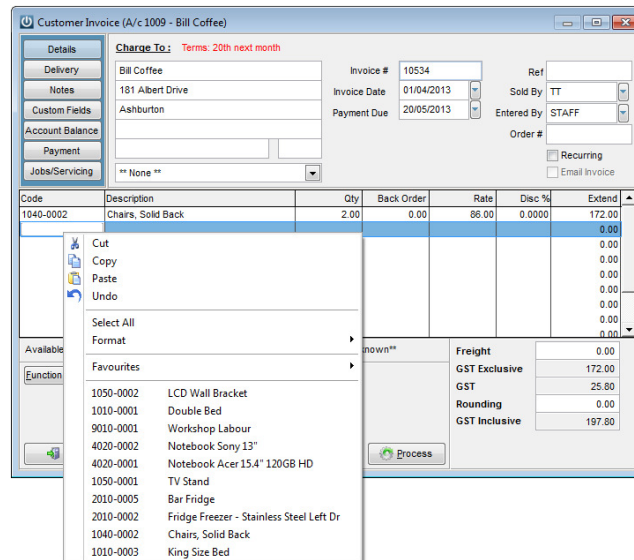 Customer Invoice (A/c 1009 - Bill Coffee)
Details
Delivery
Notes
Custom Fields
Account Balance
Payment
Jobs/Servicing
Charge To : Terms: 20th next month
Bill Coffee
181 Albert Drive
Ashburton
** None **
Invoice # 10534
Invoice Date 01/04/2013
Payment Due 20/05/2013
Ref
Sold By TT
Entered By STAFF
Order #
Recurring
Email Invoice
Code Description Qty Back Order Rate Disc % Extend
1040-0002 Chairs, Solid Back 2.00 0.00 86.00 0.0000 172.00
0.00
0.00
0.00
0.00
0.00
0.00
0.00
0.00
Cut
Copy
Paste
Undo
Select All
Format
Favourites
1050-0002 LCD Wall Bracket
1010-0001 Double Bed
9010-0001 Workshop Labour
4020-0002 Notebook Sony 13"
4020-0001 Notebook Acer 15.4" 120GB HD
1050-0001 TV Stand
2010-0005 Bar Fridge
2010-0002 Fridge Freezer - Stainless Steel Left Dr
1040-0002 Chairs, Solid Back
1010-0003 King Size Bed
Available
Function
Process
Freight 0.00
GST Exclusive 172.00
GST 25.80
Rounding 0.00
GST Inclusive 197.80